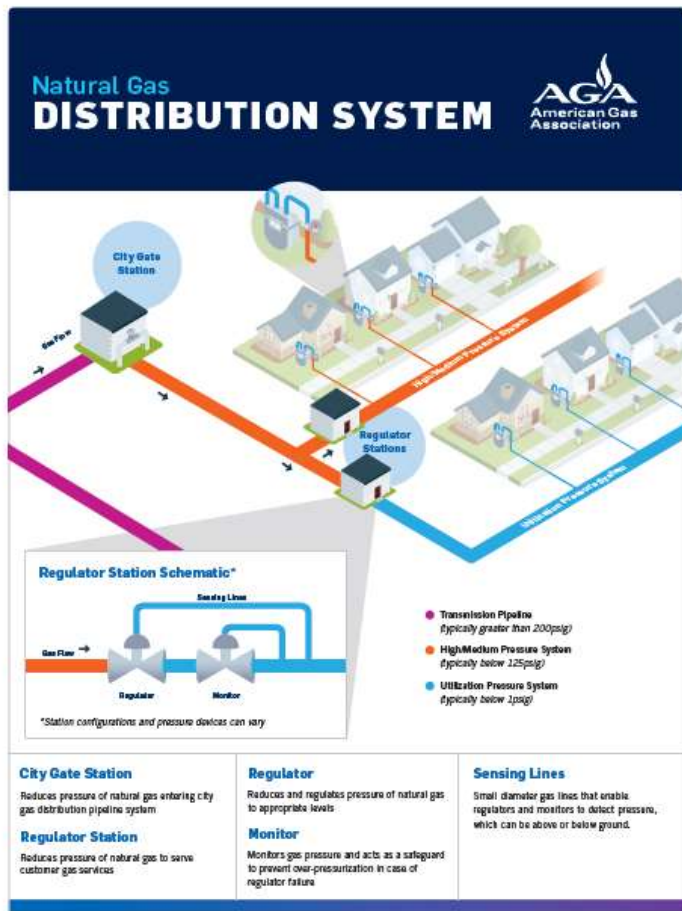 Natural Gas
DISTRIBUTION SYSTEM
AGA
American Gas
Association
City Gate
Station
Gas Flow
High/Medium Pressure System
Regulator
Stations
Utilization Pressure System
Regulator Station Schematic*
Sensing Lines
Gas Flow
Regulator
Monitor
*Station configurations and pressure devices can vary
Transmission Pipeline
(typically greater than 200psig)
High/Medium Pressure System
(typically below 125psig)
Utilization Pressure System
(typically below 1psig)
City Gate Station
Reduces pressure of natural gas entering city
gas distribution pipeline system
Regulator Station
Reduces pressure of natural gas to serve
customer gas services
Regulator
Reduces and regulates pressure of natural gas
to appropriate levels
Monitor
Monitors gas pressure and acts as a safeguard
to prevent over-pressurization in case of
regulator failure
Sensing Lines
Small diameter gas lines that enable
regulators and monitors to detect pressure,
which can be above or below ground.